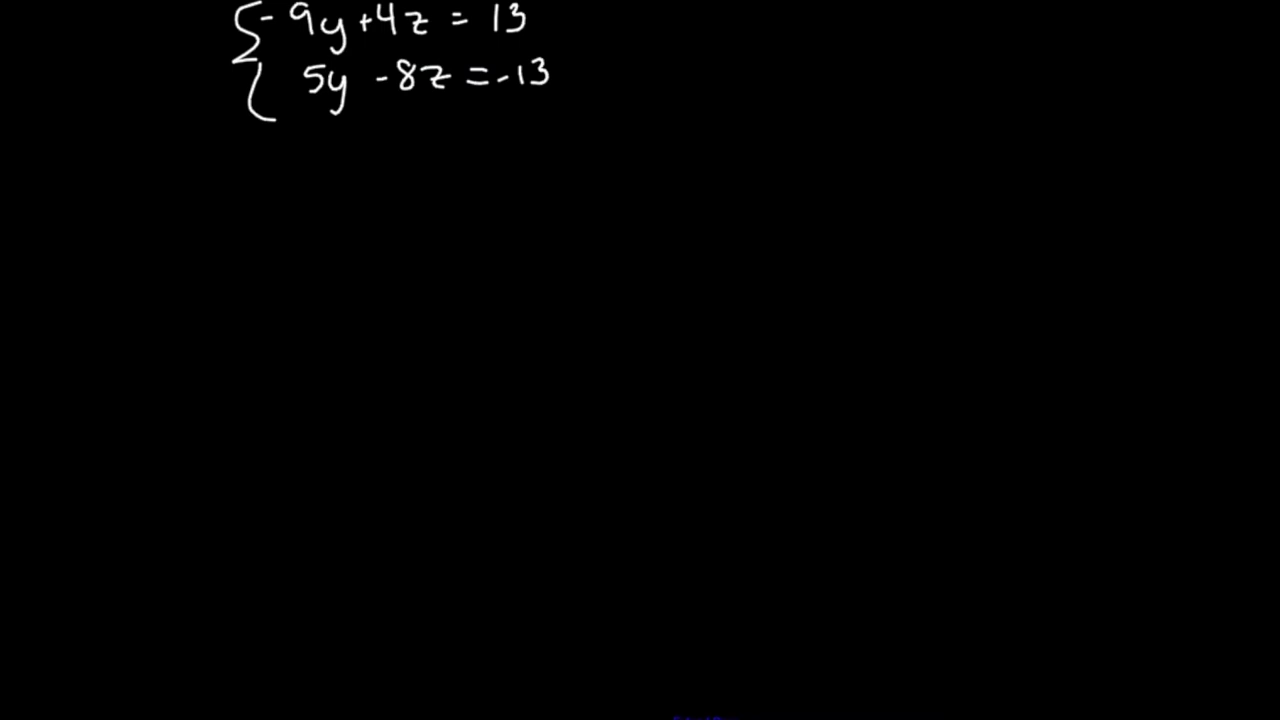 - 9y + 4z = 13
5y - 8z = -13